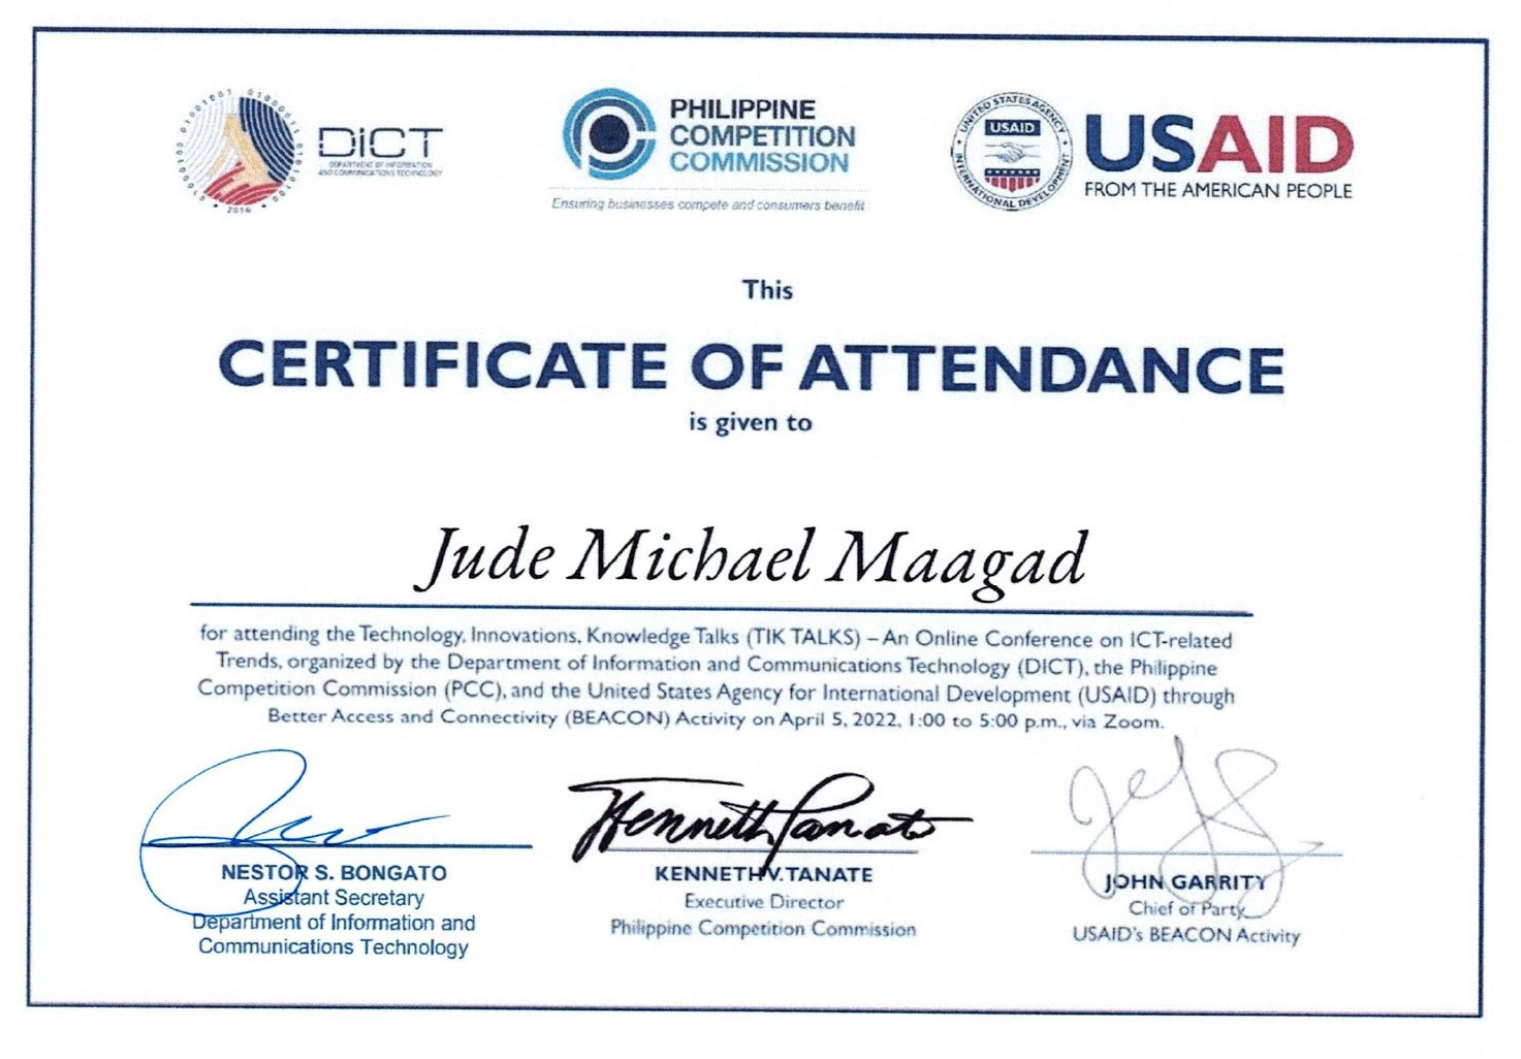 DiCT
DEPARTMENT OF INFORMATION
AND COMMUNICATIONS TECHNOLOGY
2016
PHILIPPINE
COMPETITION
COMMISSION
Ensuring businesses compete and consumers benefit
UNITED STATES AGENCY
INTERNATIONAL DEVELOPMENT
USAID
USAID
FROM THE AMERICAN PEOPLE
This
CERTIFICATE OF ATTENDANCE
is given to
Jude Michael Maagad
for attending the Technology, Innovations, Knowledge Talks (TIK TALKS) – An Online Conference on ICT-related
Trends, organized by the Department of Information and Communications Technology (DICT), the Philippine
Competition Commission (PCC), and the United States Agency for International Development (USAID) through
Better Access and Connectivity (BEACON) Activity on April 5, 2022, 1:00 to 5:00 p.m., via Zoom.
Kenneth Tanate
NESTOR S. BONGATO
Assistant Secretary
Department of Information and
Communications Technology
KENNETH V. TANATE
Executive Director
Philippine Competition Commission
JOHN GARRITY
Chief of Party
USAID's BEACON Activity